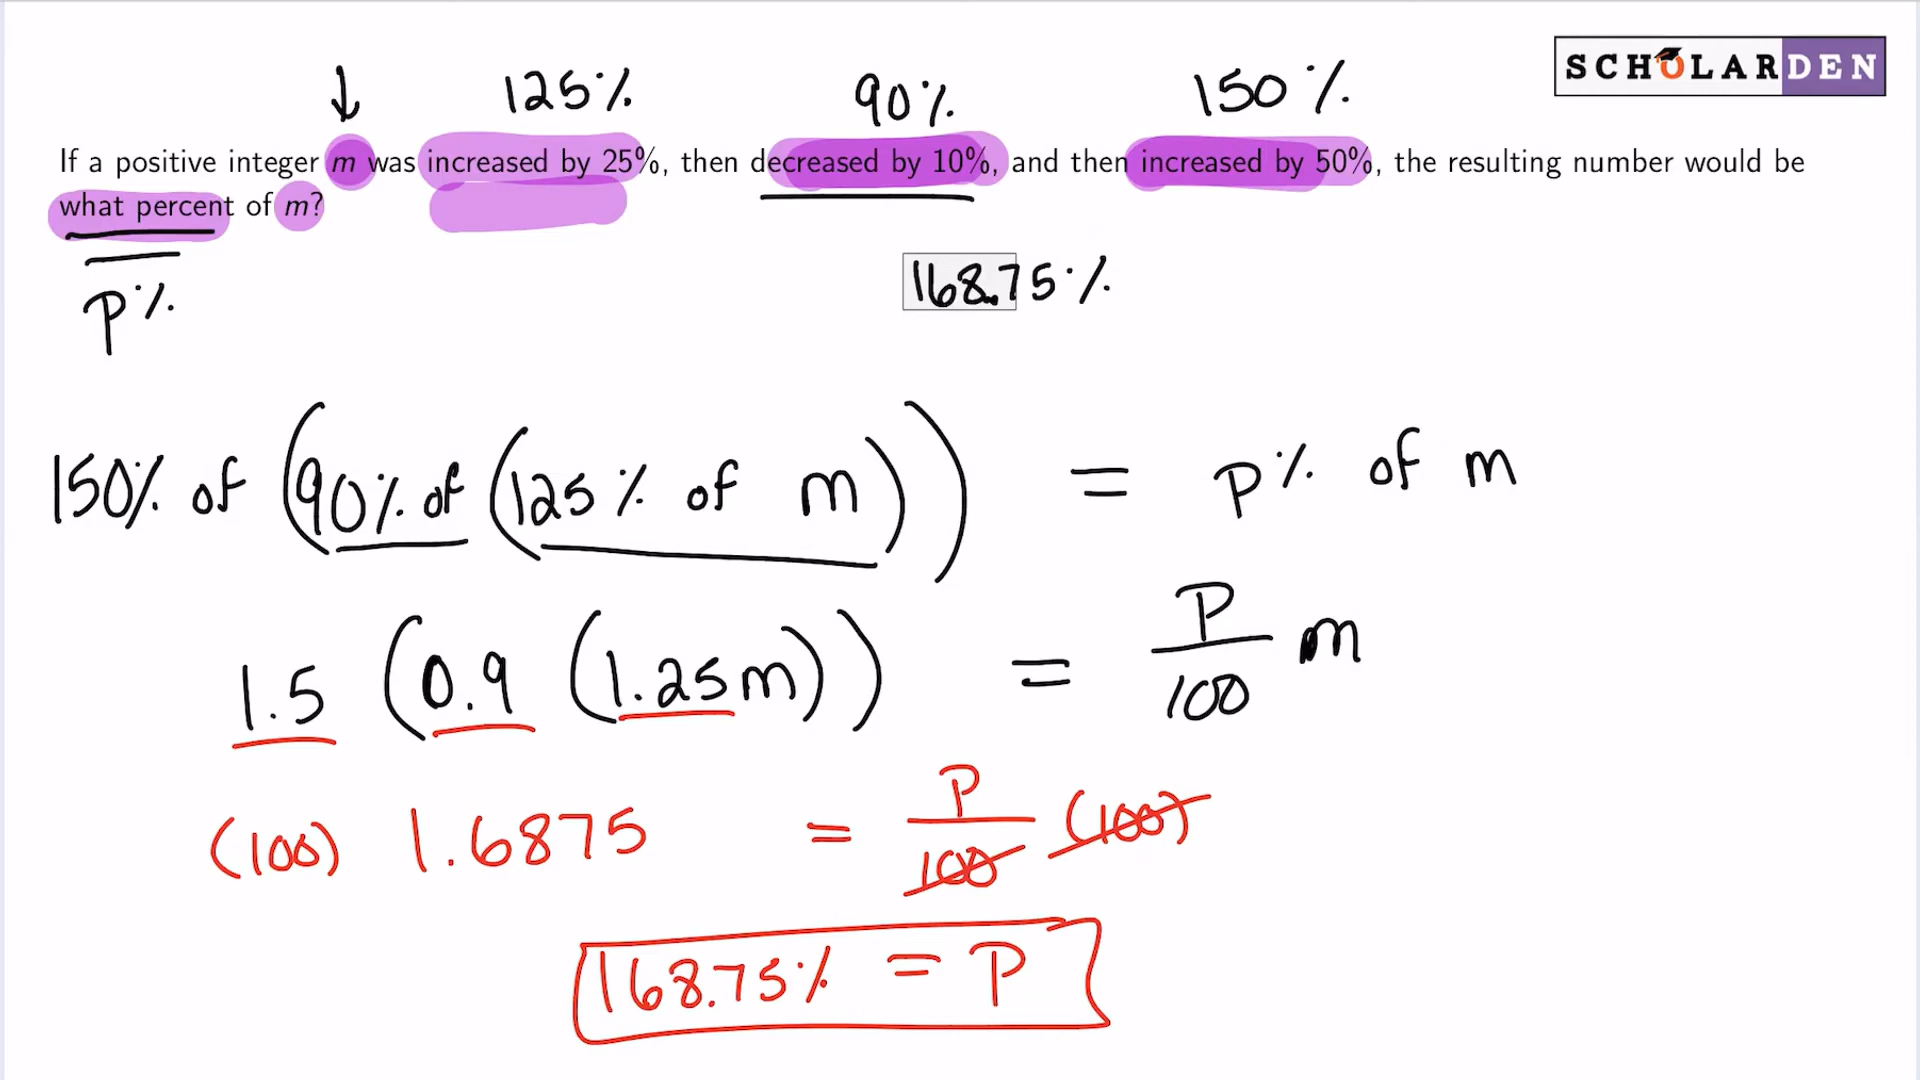 SCHOLARDEN
↓ 125% 90% 150%
If a positive integer m was increased by 25%, then decreased by 10%, and then increased by 50%, the resulting number would be
what percent of m?
P%
168.75%
150% of (90% of (125% of m)) = P% of m
1.5 (0.9 (1.25m)) = P/100 m
(100) 1.6875 = P/100 (100)
168.75% = P